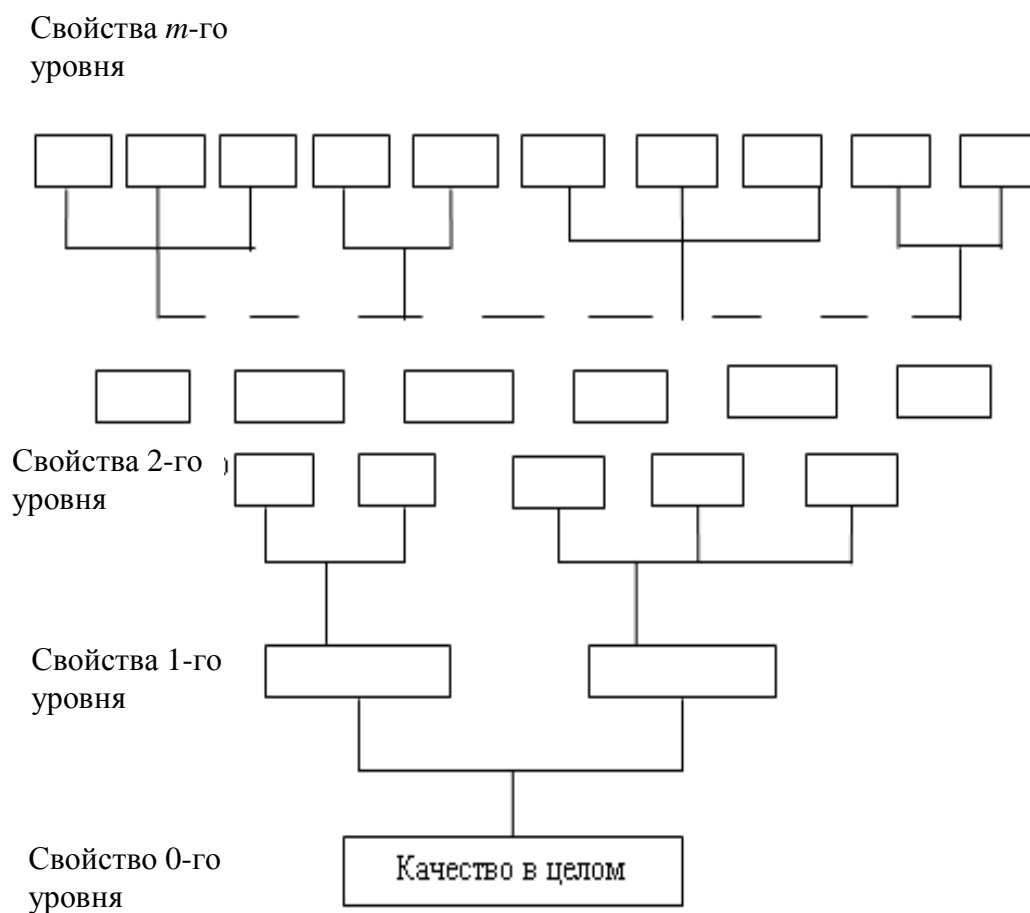 Свойства m-го
уровня
Свойства 2-го
уровня
Свойства 1-го
уровня
Свойство 0-го
уровня
Качество в целом